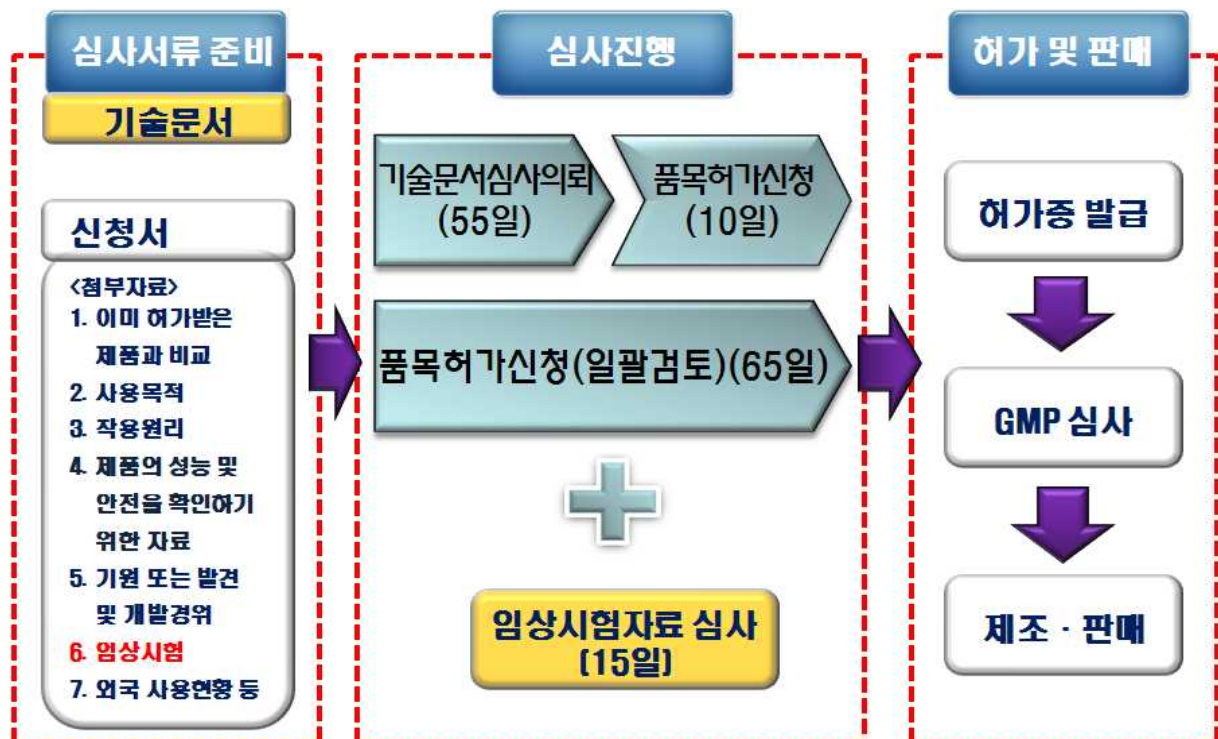 심사서류 준비
기술문서
신청서
<첨부자료>
1. 이미 허가받은
제품과 비교
2. 사용목적
3. 작용원리
4. 제품의 성능 및
안전을 확인하기
위한 자료
5. 기원 또는 발견
및 개발경위
6. 임상시험
7. 외국 사용현황 등
심사진행
기술문서심사의뢰
(55일)
품목허가신청
(10일)
품목허가신청(일괄검토)(65일)
임상시험자료 심사
(15일)
허가 및 판매
허가증 발급
GMP 심사
제조 · 판매